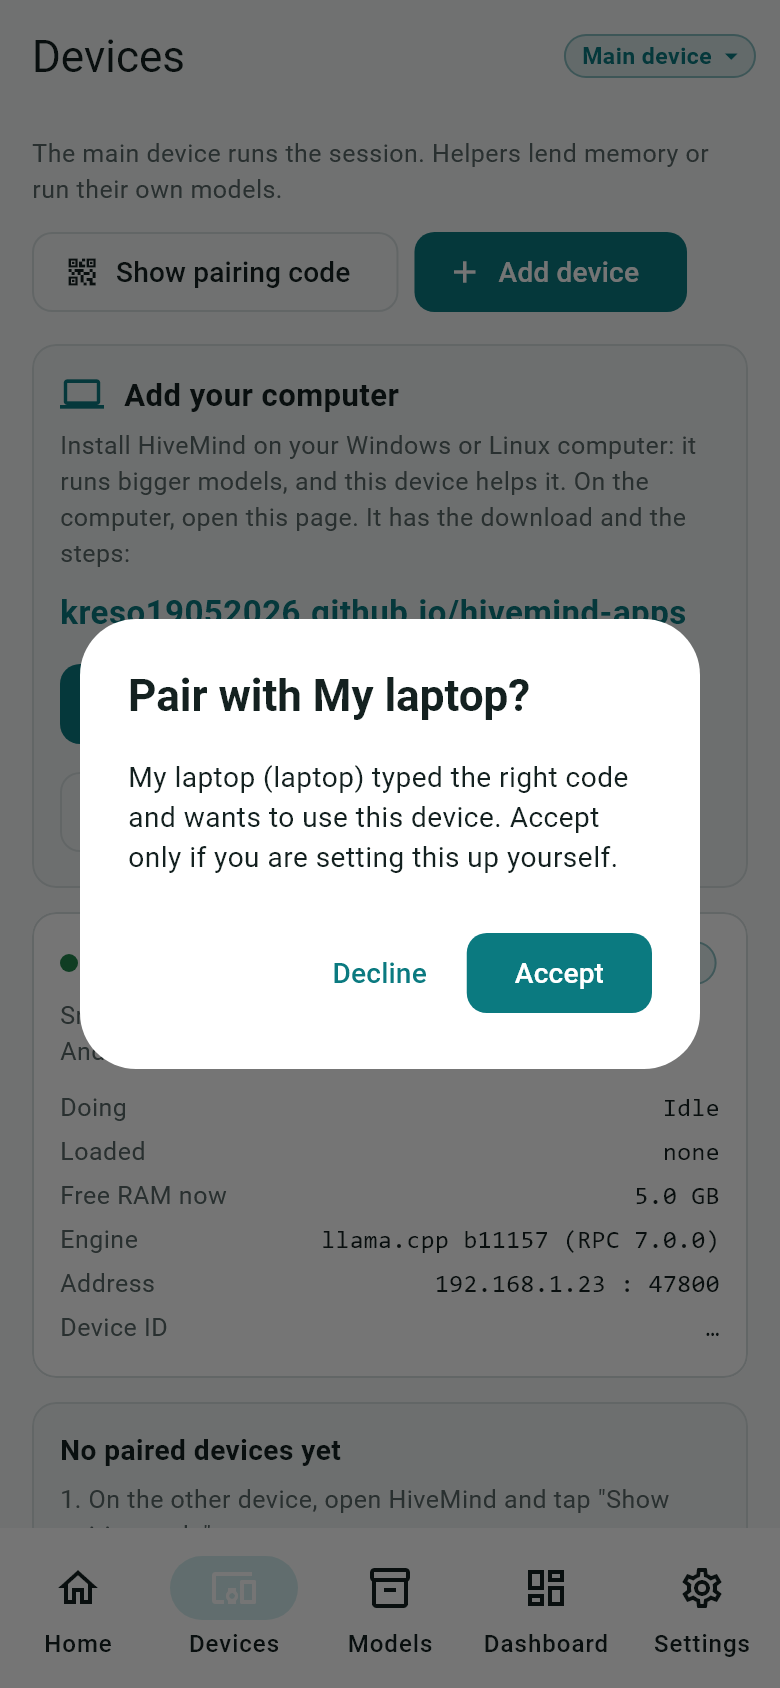 Devices
Main device
The main device runs the session. Helpers lend memory or
run their own models.
Show pairing code
Add device
Add your computer
Install HiveMind on your Windows or Linux computer: it
runs bigger models, and this device helps it. On the
computer, open this page. It has the download and the
steps:
kreso19052026.github.io/hivemind-apps
Pair with My laptop?
My laptop (laptop) typed the right code
and wants to use this device. Accept
only if you are setting this up yourself.
Decline
Accept
Doing
Idle
Loaded
none
Free RAM now
5.0 GB
Engine
llama.cpp b11157 (RPC 7.0.0)
Address
192.168.1.23 : 47800
Device ID
…
No paired devices yet
1. On the other device, open HiveMind and tap "Show
Home
Devices
Models
Dashboard
Settings